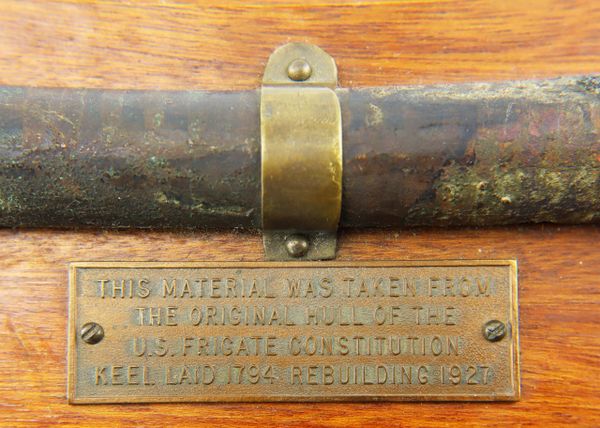 THIS MATERIAL WAS TAKEN FROM
THE ORIGINAL HULL OF THE
U.S. FRIGATE CONSTITUTION
KEEL LAID 1794 REBUILDING 1927